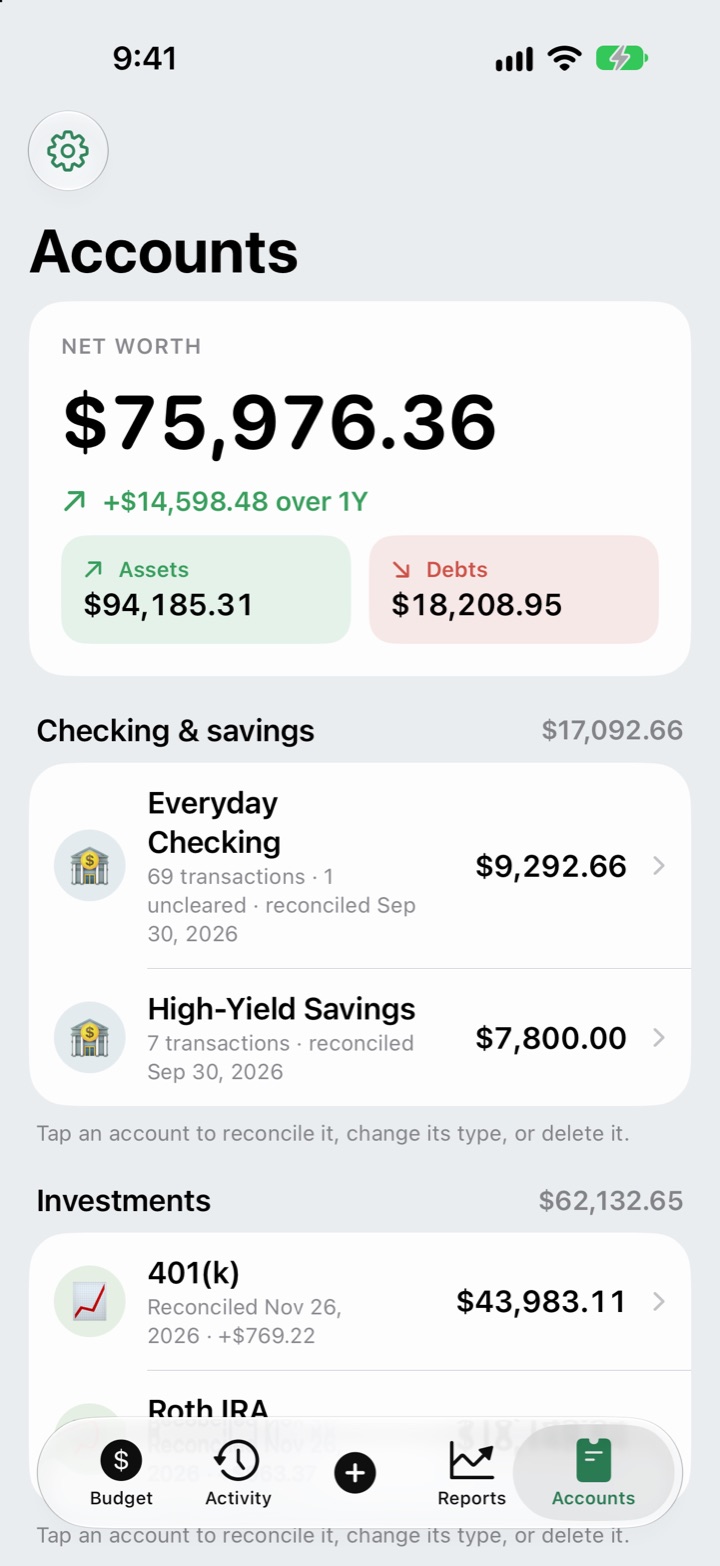 9:41
Accounts
NET WORTH
$75,976.36
+$14,598.48 over 1Y
Assets
$94,185.31
Debts
$18,208.95
Checking & savings
$17,092.66
Everyday
Checking
69 transactions · 1
uncleared · reconciled Sep
30, 2026
$9,292.66
High-Yield Savings
7 transactions · reconciled
Sep 30, 2026
$7,800.00
Tap an account to reconcile it, change its type, or delete it.
Investments
$62,132.65
401(k)
Reconciled Nov 26,
2026 · +$769.22
$43,983.11
Roth IRA
Budget
Activity
Reports
Accounts
Tap an account to reconcile it, change its type, or delete it.